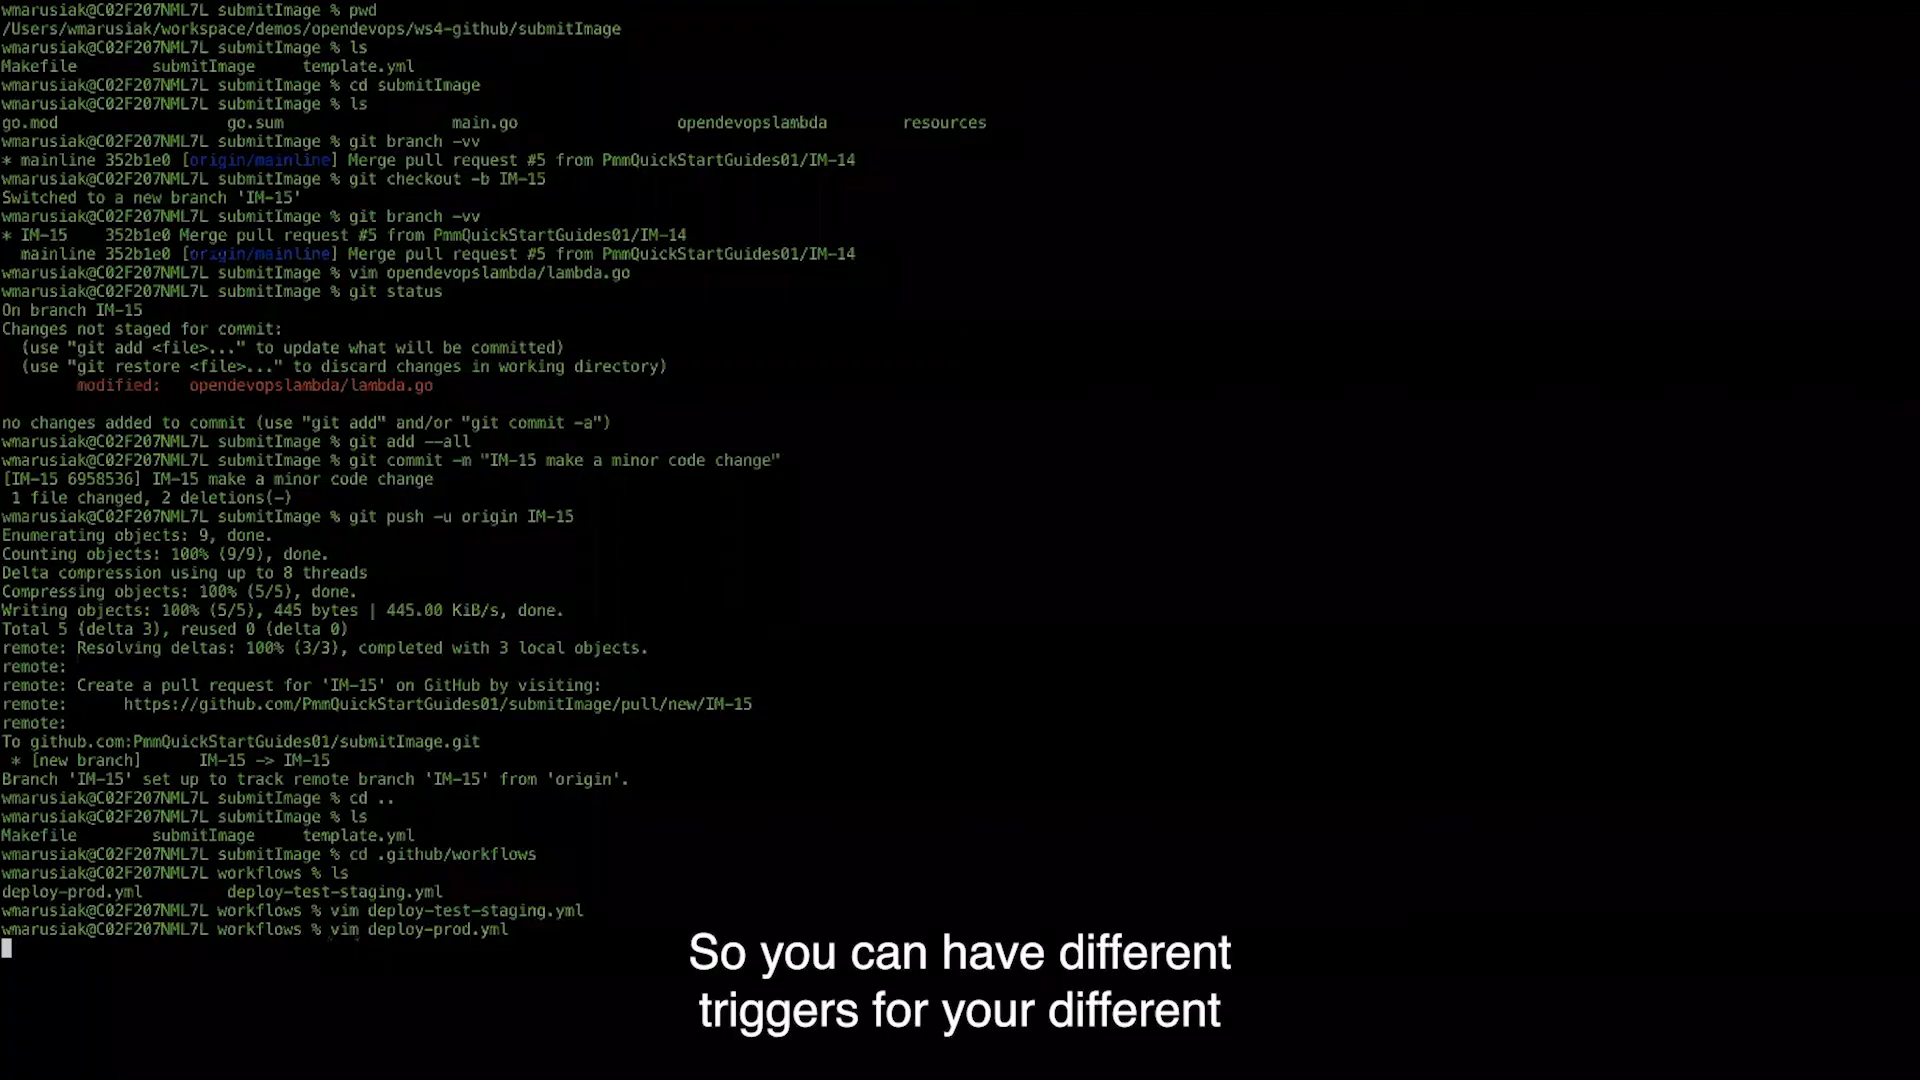 wmarusiak@C02F207NML7L submitImage % pwd
/Users/wmarusiak/workspace/demos/opendevops/ws4-github/submitImage
wmarusiak@C02F207NML7L submitImage % ls
Makefile submitImage template.yml
wmarusiak@C02F207NML7L submitImage % cd submitImage
wmarusiak@C02F207NML7L submitImage % ls
go.mod go.sum main.go opendevopslambda resources
wmarusiak@C02F207NML7L submitImage % git branch -vv
* mainline 352b1e0 [origin/mainline] Merge pull request #5 from PmmQuickStartGuides01/IM-14
wmarusiak@C02F207NML7L submitImage % git checkout -b IM-15
Switched to a new branch 'IM-15'
wmarusiak@C02F207NML7L submitImage % git branch -vv
* IM-15 352b1e0 Merge pull request #5 from PmmQuickStartGuides01/IM-14
mainline 352b1e0 [origin/mainline] Merge pull request #5 from PmmQuickStartGuides01/IM-14
wmarusiak@C02F207NML7L submitImage % vim opendevopslambda/lambda.go
wmarusiak@C02F207NML7L submitImage % git status
On branch IM-15
Changes not staged for commit:
(use "git add <file>..." to update what will be committed)
(use "git restore <file>..." to discard changes in working directory)
modified: opendevopslambda/lambda.go
no changes added to commit (use "git add" and/or "git commit -a")
wmarusiak@C02F207NML7L submitImage % git add --all
wmarusiak@C02F207NML7L submitImage % git commit -m "IM-15 make a minor code change"
[IM-15 6958536] IM-15 make a minor code change
1 file changed, 2 deletions(-)
wmarusiak@C02F207NML7L submitImage % git push -u origin IM-15
Enumerating objects: 9, done.
Counting objects: 100% (9/9), done.
Delta compression using up to 8 threads
Compressing objects: 100% (5/5), done.
Writing objects: 100% (5/5), 445 bytes | 445.00 KiB/s, done.
Total 5 (delta 3), reused 0 (delta 0)
remote: Resolving deltas: 100% (3/3), completed with 3 local objects.
remote:
remote: Create a pull request for 'IM-15' on GitHub by visiting:
remote: https://github.com/PmmQuickStartGuides01/submitImage/pull/new/IM-15
remote:
To github.com:PmmQuickStartGuides01/submitImage.git
* [new branch] IM-15 -> IM-15
Branch 'IM-15' set up to track remote branch 'IM-15' from 'origin'.
wmarusiak@C02F207NML7L submitImage % cd ..
wmarusiak@C02F207NML7L submitImage % ls
Makefile submitImage template.yml
wmarusiak@C02F207NML7L submitImage % cd .github/workflows
wmarusiak@C02F207NML7L workflows % ls
deploy-prod.yml deploy-test-staging.yml
wmarusiak@C02F207NML7L workflows % vim deploy-test-staging.yml
wmarusiak@C02F207NML7L workflows % vim deploy-prod.yml
So you can have different
triggers for your different